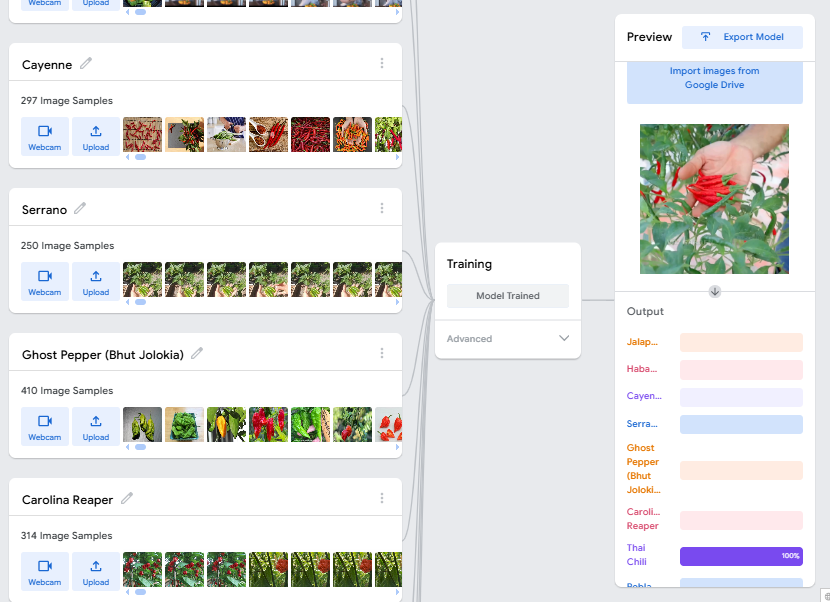 Webcam
Upload
Cayenne
297 Image Samples
Webcam
Upload
Serrano
250 Image Samples
Webcam
Upload
Ghost Pepper (Bhut Jolokia)
410 Image Samples
Webcam
Upload
Carolina Reaper
314 Image Samples
Webcam
Upload
Training
Model Trained
Advanced
Preview
Export Model
Import images from
Google Drive
Output
Jalap...
Haba...
Cayen...
Serra...
Ghost
Pepper
(Bhut
Joloki...
Caroli...
Reaper
Thai
Chili
100%
Pobla...